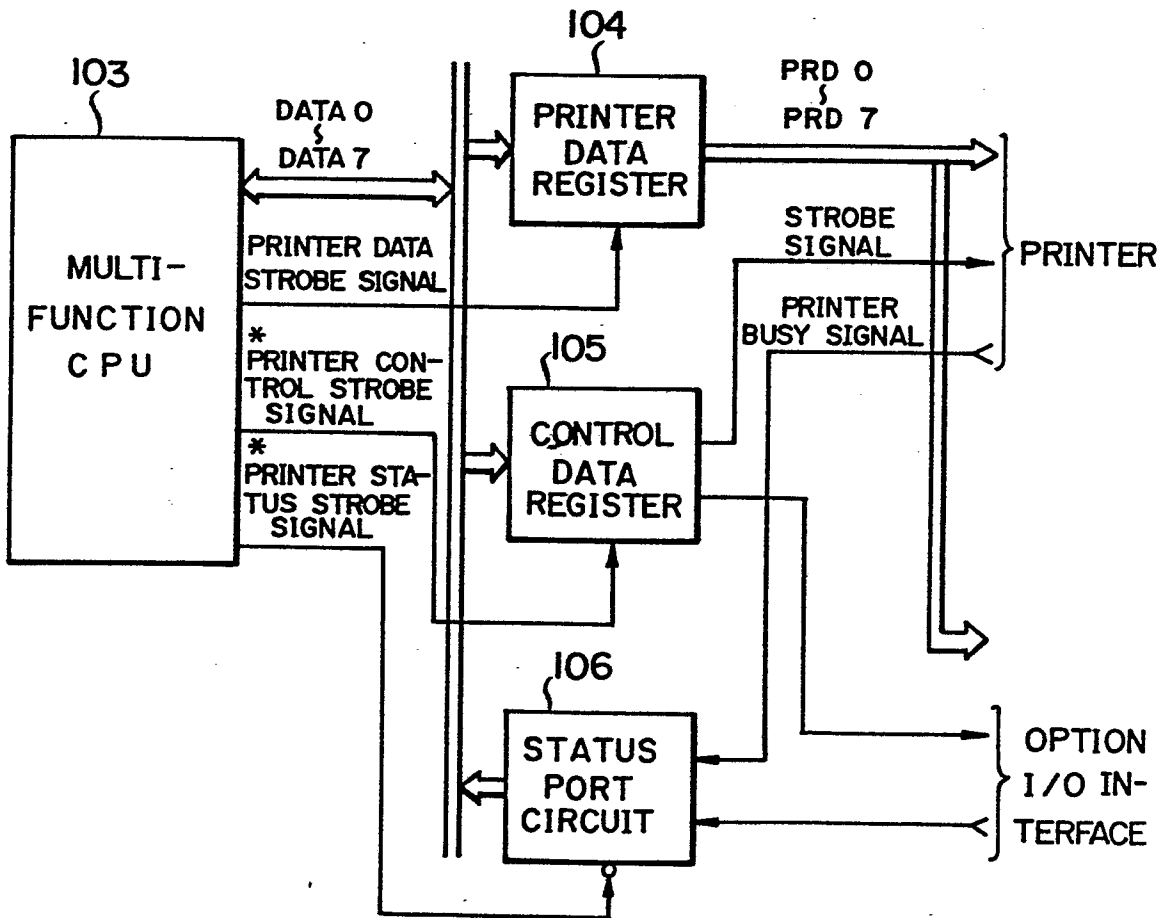 103
MULTI-
FUNCTION
CPU
DATA 0
DATA 7
PRINTER DATA
STROBE SIGNAL
*
PRINTER CON-
TROL STROBE
SIGNAL
*
PRINTER STA-
TUS STROBE
SIGNAL
104
PRINTER
DATA
REGISTER
PRD 0
PRD 7
STROBE
SIGNAL
PRINTER
PRINTER
BUSY SIGNAL
105
CONTROL
DATA
REGISTER
106
STATUS
PORT
CIRCUIT
OPTION
I/O IN-
TERFACE